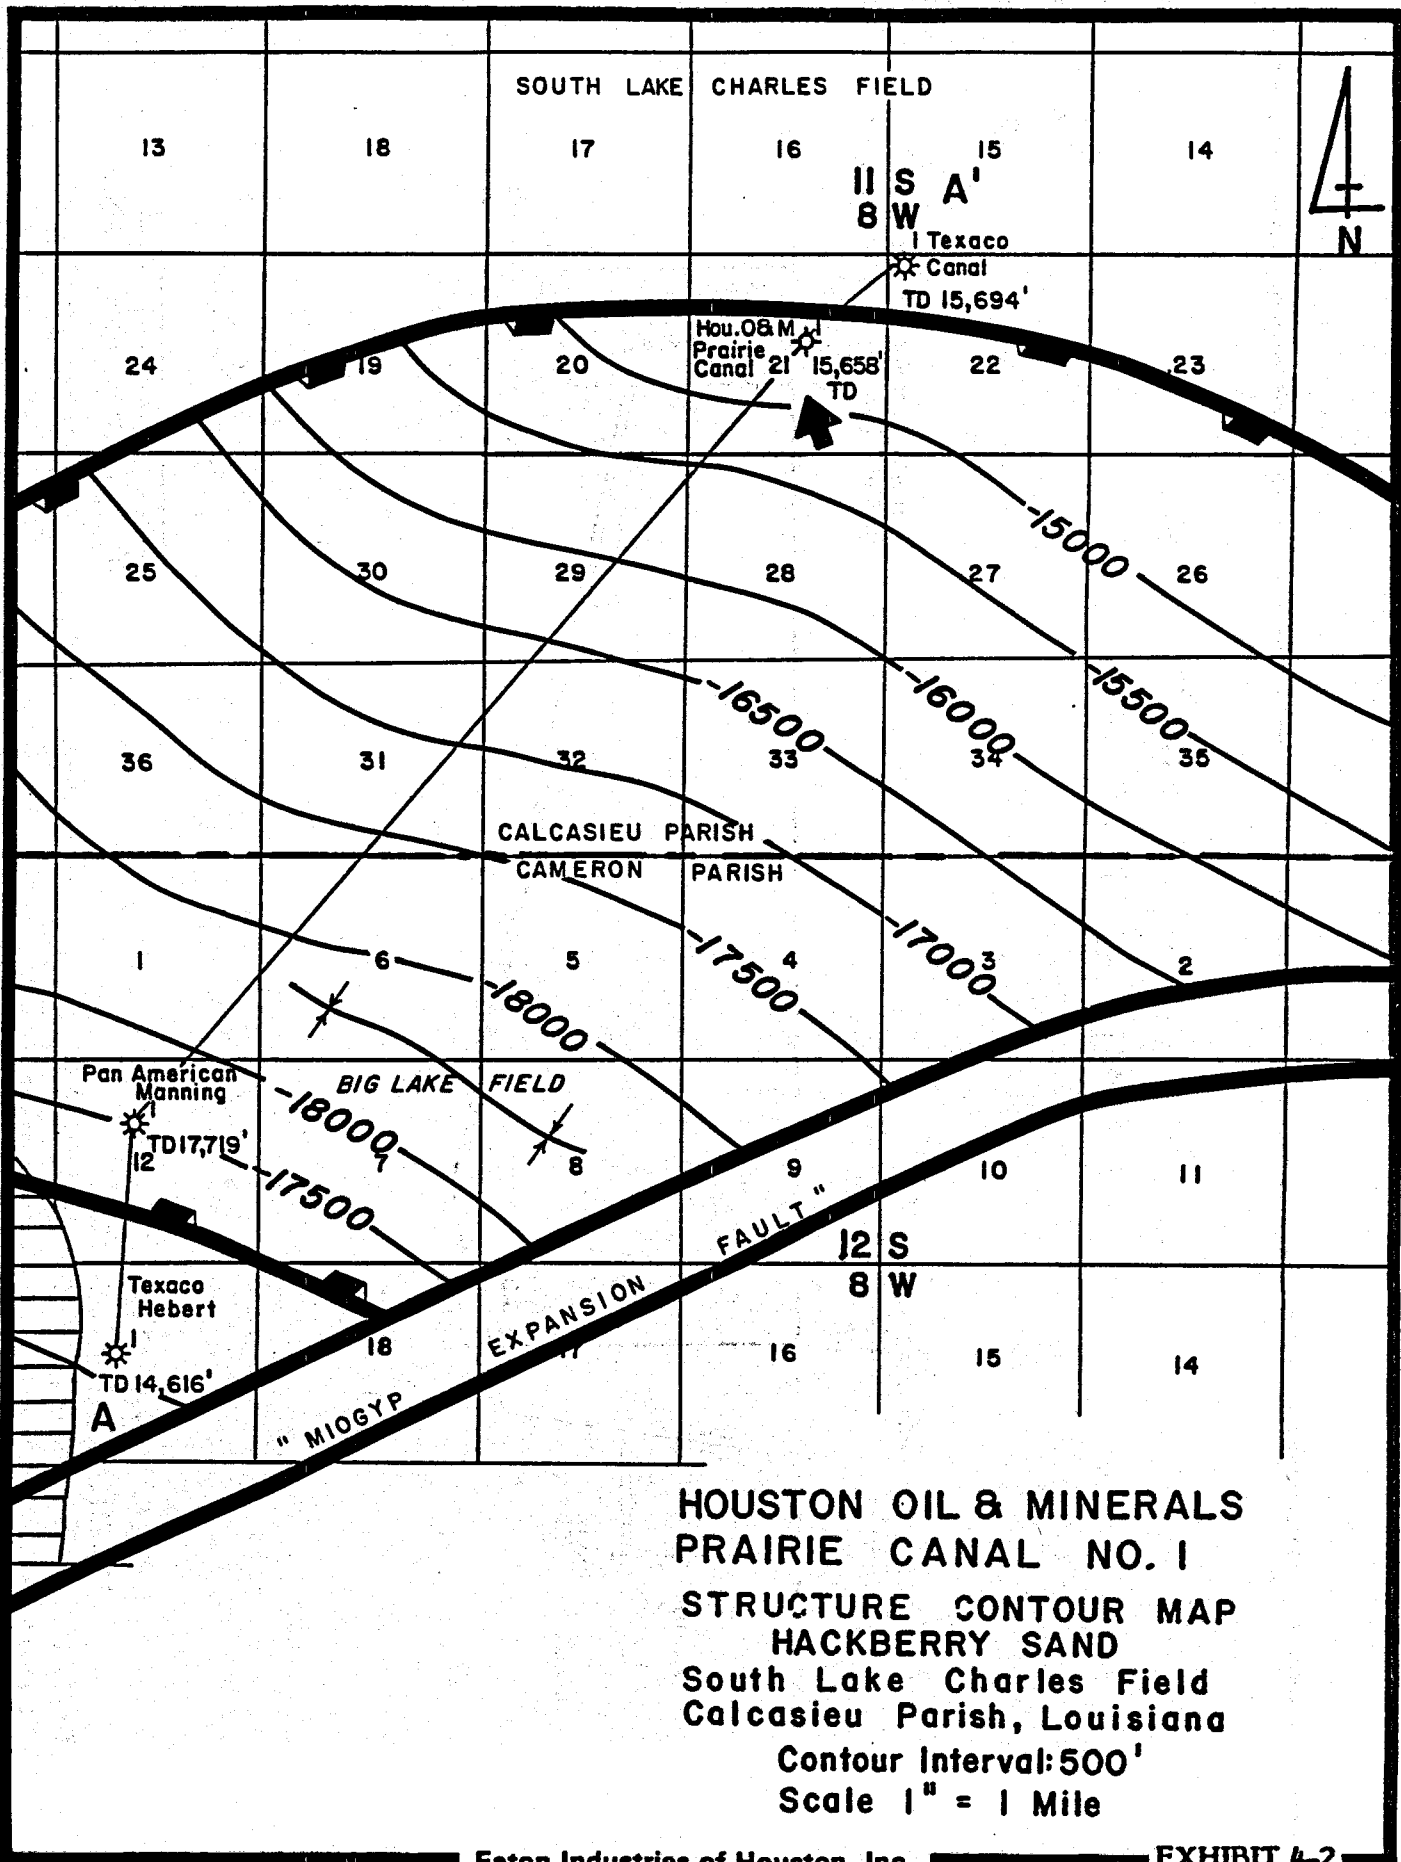 SOUTH LAKE CHARLES FIELD
13 18 17 16 15 14
11 S A'
8 W
N
1 Texaco
Canal
TD 15,694'
Hou. O & M 1
Prairie
Canal
15,658'
TD
24 19 20 21 22 23
-15000
25 30 29 28 27 26
-16500 -16000 -15500
36 31 32 33 34 35
CALCASIEU PARISH
CAMERON PARISH
-17000
1 6 5 4 3 2
-17500
-18000
Pan American
Manning
1
TD 17,719'
BIG LAKE FIELD
-18000
12 7 8 9 10 11
-17500
12 S
8 W
Texaco
Hebert
1
TD 14,616'
A
18 17 16 15 14
" MIOGYP EXPANSION FAULT "
HOUSTON OIL & MINERALS
PRAIRIE CANAL NO. 1
STRUCTURE CONTOUR MAP
HACKBERRY SAND
South Lake Charles Field
Calcasieu Parish, Louisiana
Contour Interval: 500'
Scale 1" = 1 Mile
Eaton Industries of Houston, Inc.
EXHIBIT 4-2